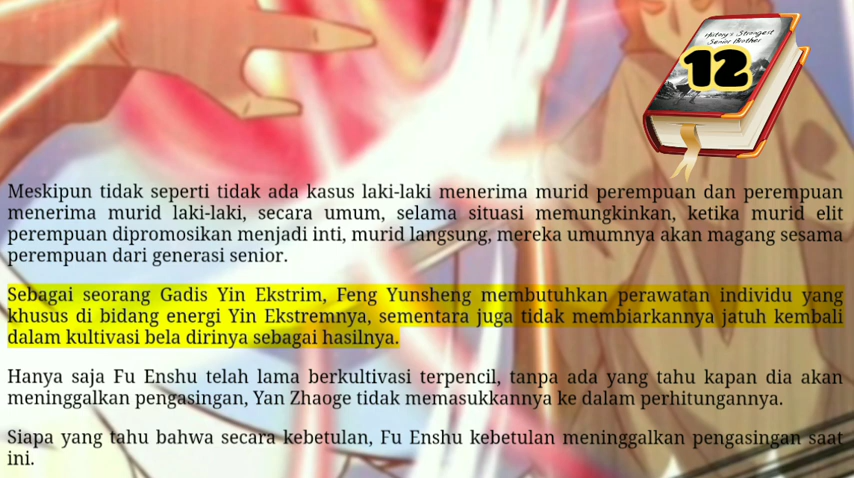 History's Strongest
Senior Brother
12
Meskipun tidak seperti tidak ada kasus laki-laki menerima murid perempuan dan perempuan
menerima murid laki-laki, secara umum, selama situasi memungkinkan, ketika murid elit
perempuan dipromosikan menjadi inti, murid langsung, mereka umumnya akan magang sesama
perempuan dari generasi senior.
Sebagai seorang Gadis Yin Ekstrim, Feng Yunsheng membutuhkan perawatan individu yang
khusus di bidang energi Yin Ekstremnya, sementara juga tidak membiarkannya jatuh kembali
dalam kultivasi bela dirinya sebagai hasilnya.
Hanya saja Fu Enshu telah lama berkultivasi terpencil, tanpa ada yang tahu kapan dia akan
meninggalkan pengasingan, Yan Zhaoge tidak memasukkannya ke dalam perhitungannya.
Siapa yang tahu bahwa secara kebetulan, Fu Enshu kebetulan meninggalkan pengasingan saat
ini.